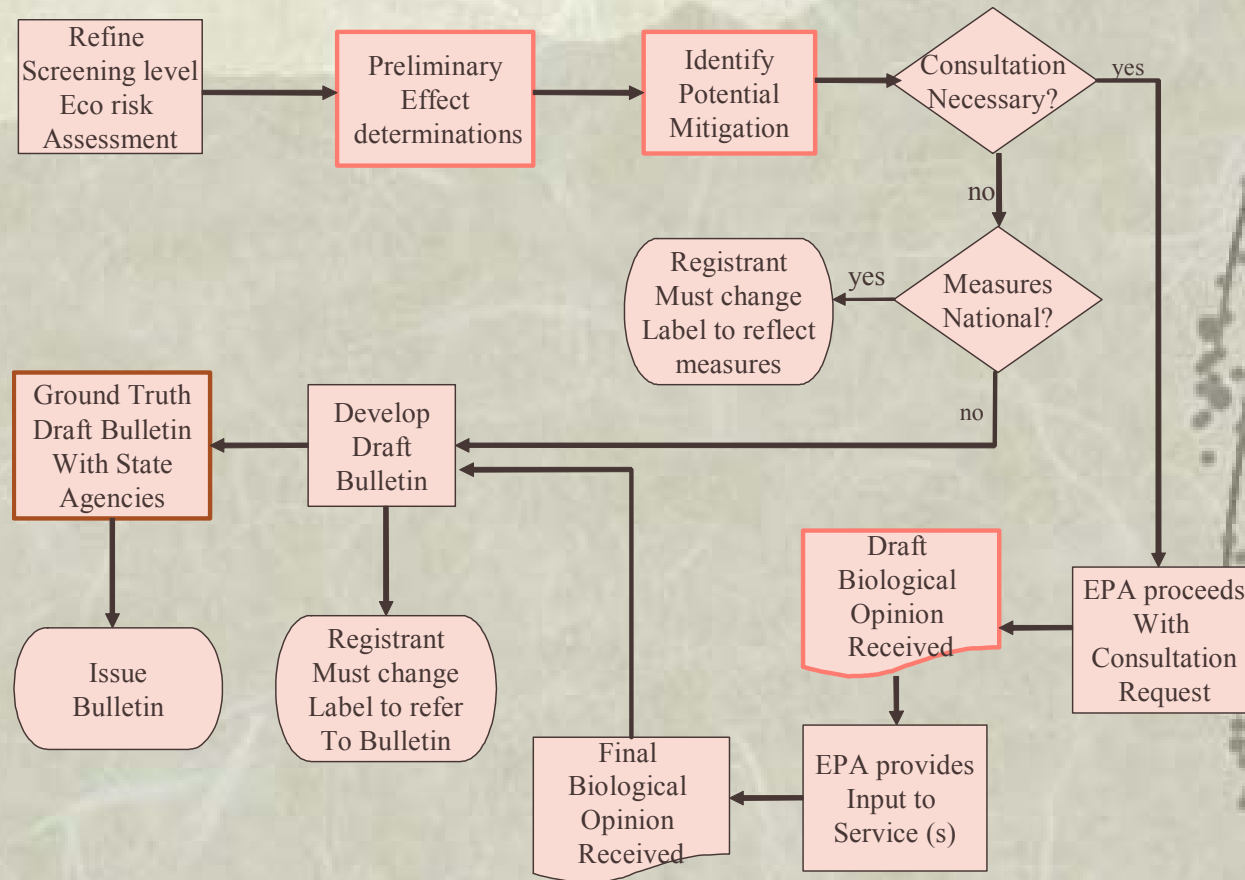 Refine
Screening level
Eco risk
Assessment
Preliminary
Effect
determinations
Identify
Potential
Mitigation
Consultation
Necessary?
yes
no
Registrant
Must change
Label to reflect
measures
yes
Measures
National?
no
Ground Truth
Draft Bulletin
With State
Agencies
Develop
Draft
Bulletin
Draft
Biological
Opinion
Received
EPA proceeds
With
Consultation
Request
Issue
Bulletin
Registrant
Must change
Label to refer
To Bulletin
Final
Biological
Opinion
Received
EPA provides
Input to
Service (s)